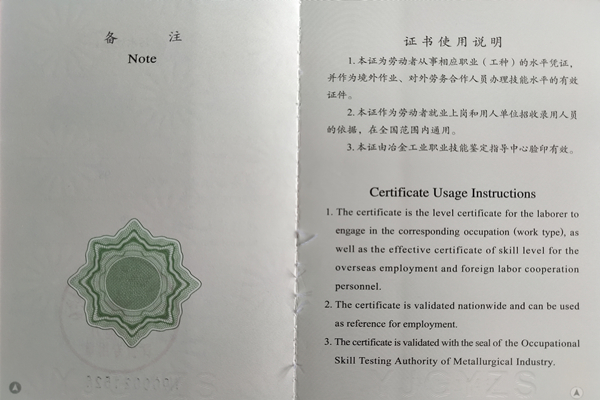 备 注
Note
证书使用说明
1.本证为劳动者从事相应职业（工种）的水平凭证，
并作为境外作业、对外劳务合作人员办理技能水平的有效
证件。
2.本证作为劳动者就业上岗和用人单位招收录用人员
的依据，在全国范围内通用。
3.本证由冶金工业职业技能鉴定指导中心验印有效。
Certificate Usage Instructions
1. The certificate is the level certificate for the laborer to
engage in the corresponding occupation (work type), as
well as the effective certificate of skill level for the
overseas employment and foreign labor cooperation
personnel.
2. The certificate is validated nationwide and can be used
as reference for employment.
3. The certificate is validated with the seal of the Occupational
Skill Testing Authority of Metallurgical Industry.